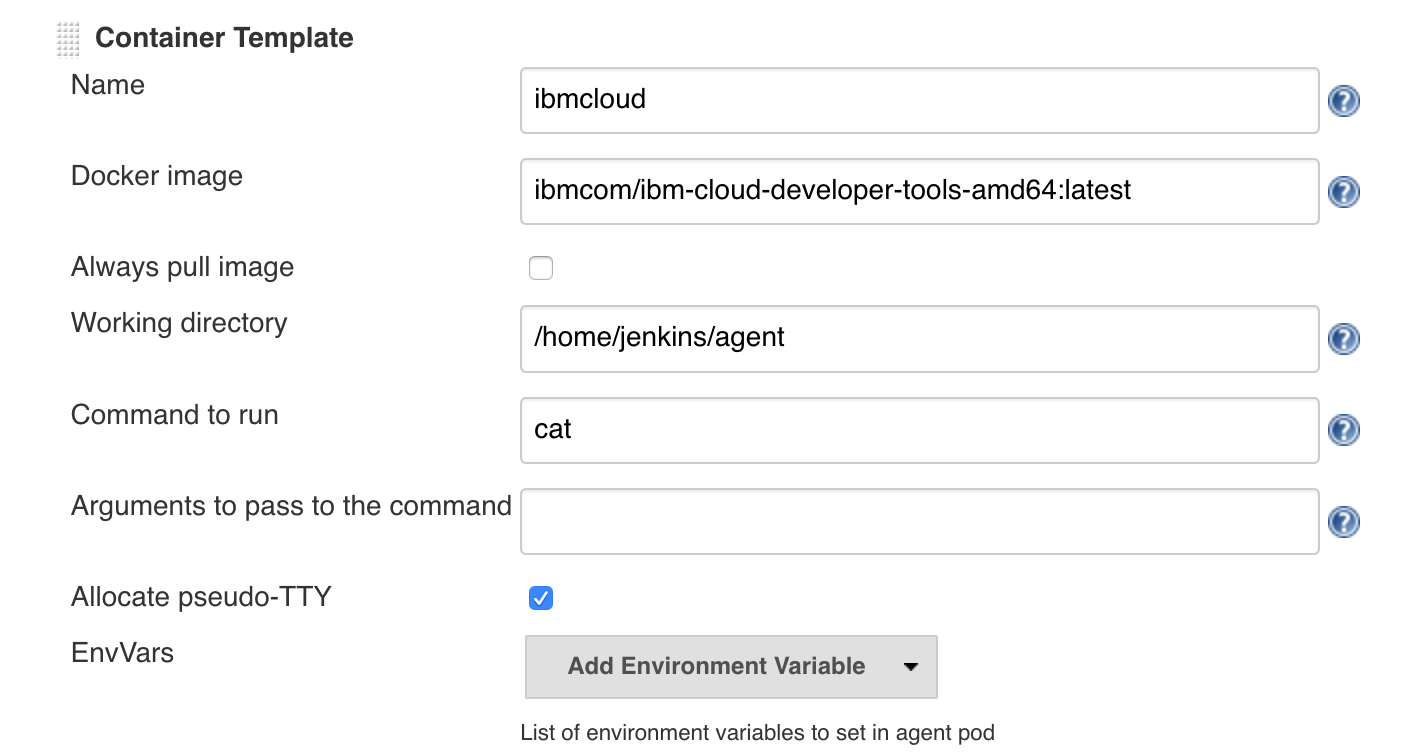 Container Template
Name
ibmcloud
Docker image
ibmcom/ibm-cloud-developer-tools-amd64:latest
Always pull image
Working directory
/home/jenkins/agent
Command to run
cat
Arguments to pass to the command
Allocate pseudo-TTY
EnvVars
Add Environment Variable
List of environment variables to set in agent pod